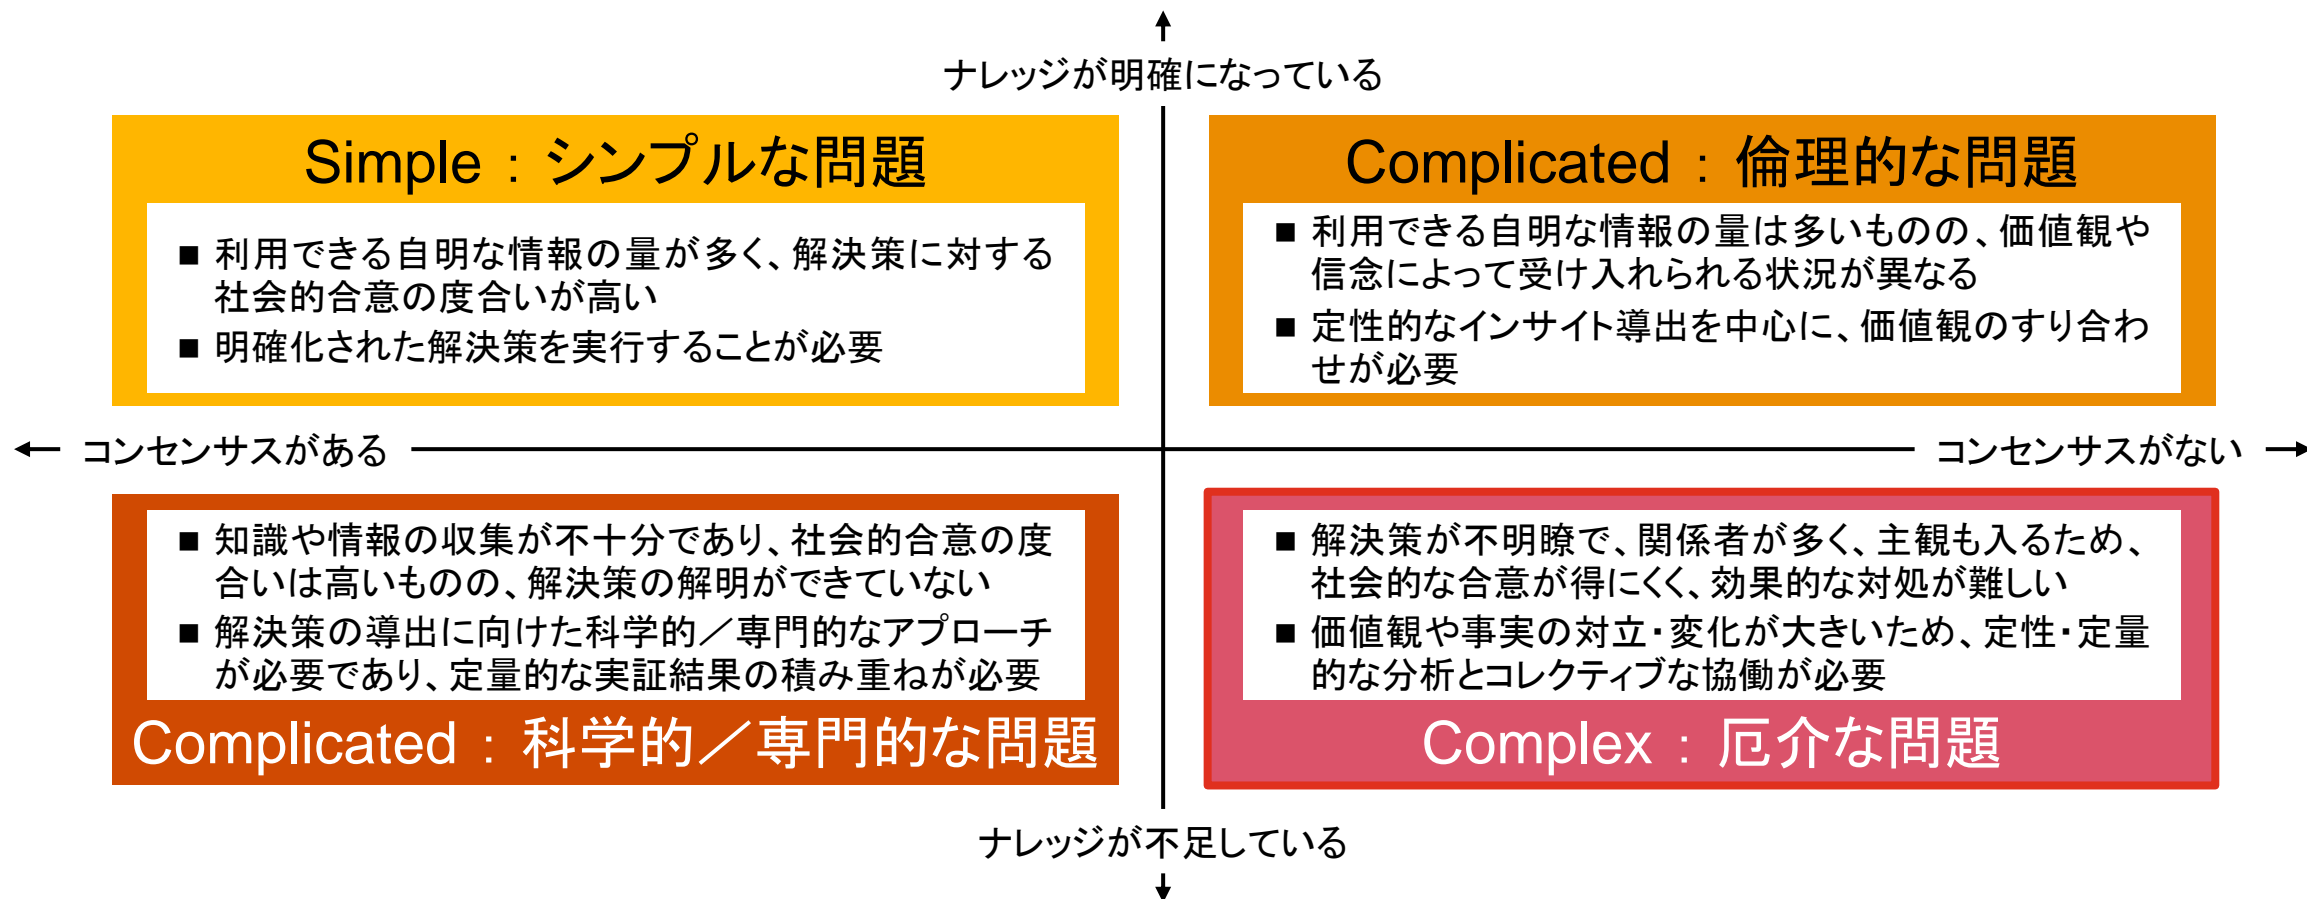 ナレッジが明確になっている
Simple：シンプルな問題
■ 利用できる自明な情報の量が多く、解決策に対する
社会的合意の度合いが高い
■ 明確化された解決策を実行することが必要
Complicated：倫理的な問題
■ 利用できる自明な情報の量は多いものの、価値観や
信念によって受け入れられる状況が異なる
■ 定性的なインサイト導出を中心に、価値観のすり合わ
せが必要
コンセンサスがある
コンセンサスがない
■ 知識や情報の収集が不十分であり、社会的合意の度
合いは高いものの、解決策の解明ができていない
■ 解決策の導出に向けた科学的／専門的なアプローチ
が必要であり、定量的な実証結果の積み重ねが必要
Complicated：科学的／専門的な問題
■ 解決策が不明瞭で、関係者が多く、主観も入るため、
社会的な合意が得にくく、効果的な対処が難しい
■ 価値観や事実の対立・変化が大きいため、定性・定量
的な分析とコレクティブな協働が必要
Complex：厄介な問題
ナレッジが不足している